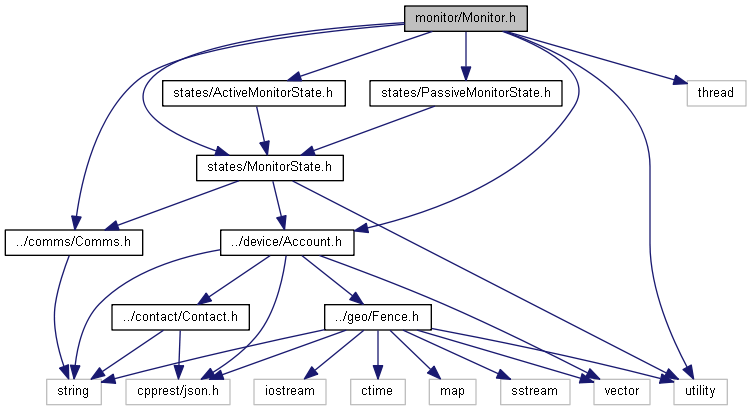 monitor/Monitor.h
states/ActiveMonitorState.h
states/PassiveMonitorState.h
thread
states/MonitorState.h
../comms/Comms.h
../device/Account.h
../contact/Contact.h
../geo/Fence.h
string
cpprest/json.h
iostream
ctime
map
sstream
vector
utility